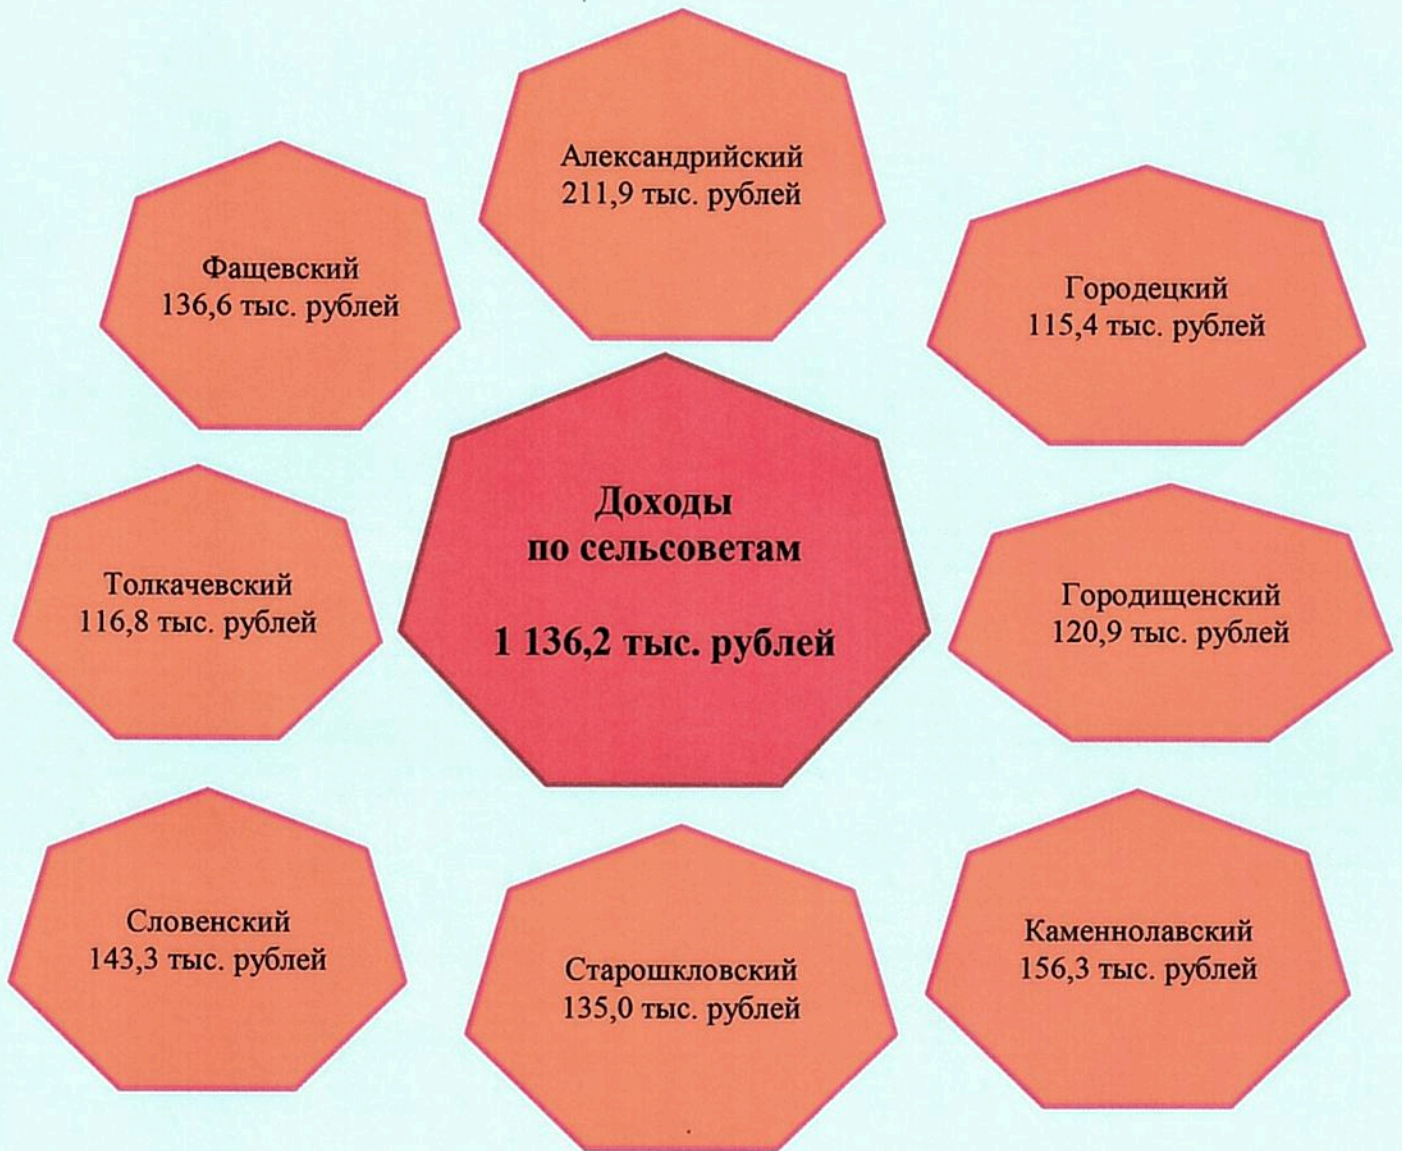 Александрийский
211,9 тыс. рублей
Фащевский
136,6 тыс. рублей
Городецкий
115,4 тыс. рублей
Доходы
по сельсоветам
1 136,2 тыс. рублей
Толкачевский
116,8 тыс. рублей
Городищенский
120,9 тыс. рублей
Словенский
143,3 тыс. рублей
Старошкловский
135,0 тыс. рублей
Каменнолавский
156,3 тыс. рублей